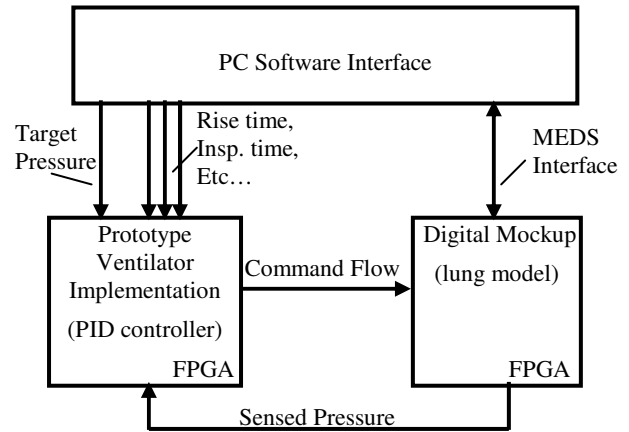 PC Software Interface
Target
Pressure
Rise time,
Insp. time,
Etc…
MEDS
Interface
Prototype
Ventilator
Implementation
(PID controller)
FPGA
Command Flow
Digital Mockup
(lung model)
FPGA
Sensed Pressure